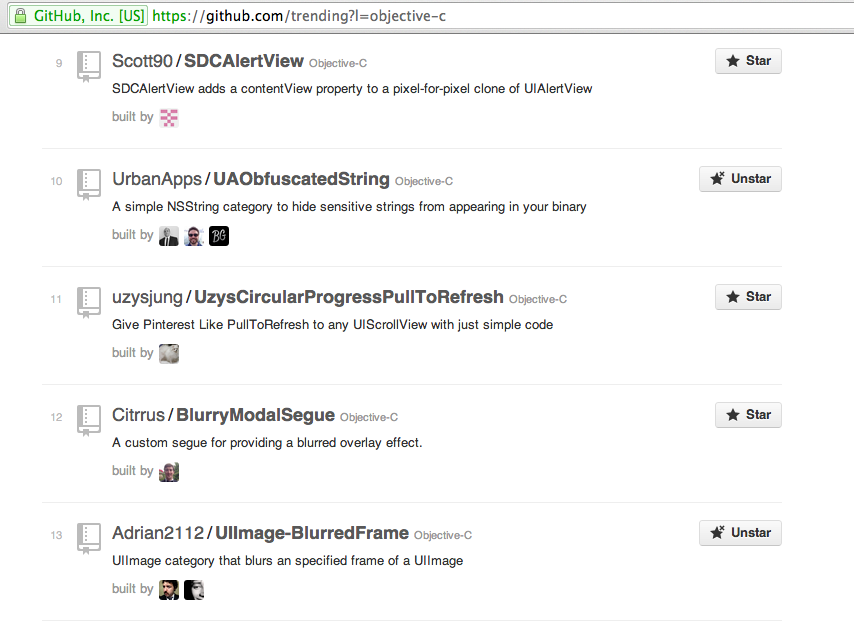 GitHub, Inc. [US] https://github.com/trending?l=objective-c
9 Scott90/SDCAlertView Objective-C Star
SDCAlertView adds a contentView property to a pixel-for-pixel clone of UIAlertView
built by
10 UrbanApps/UAObfuscatedString Objective-C Unstar
A simple NSString category to hide sensitive strings from appearing in your binary
built by BG
11 uzysjung/UzysCircularProgressPullToRefresh Objective-C Star
Give Pinterest Like PullToRefresh to any UIScrollView with just simple code
built by
12 Citrrus/BlurryModalSegue Objective-C Star
A custom segue for providing a blurred overlay effect.
built by
13 Adrian2112/UIImage-BlurredFrame Objective-C Unstar
UIImage category that blurs an specified frame of a UIImage
built by